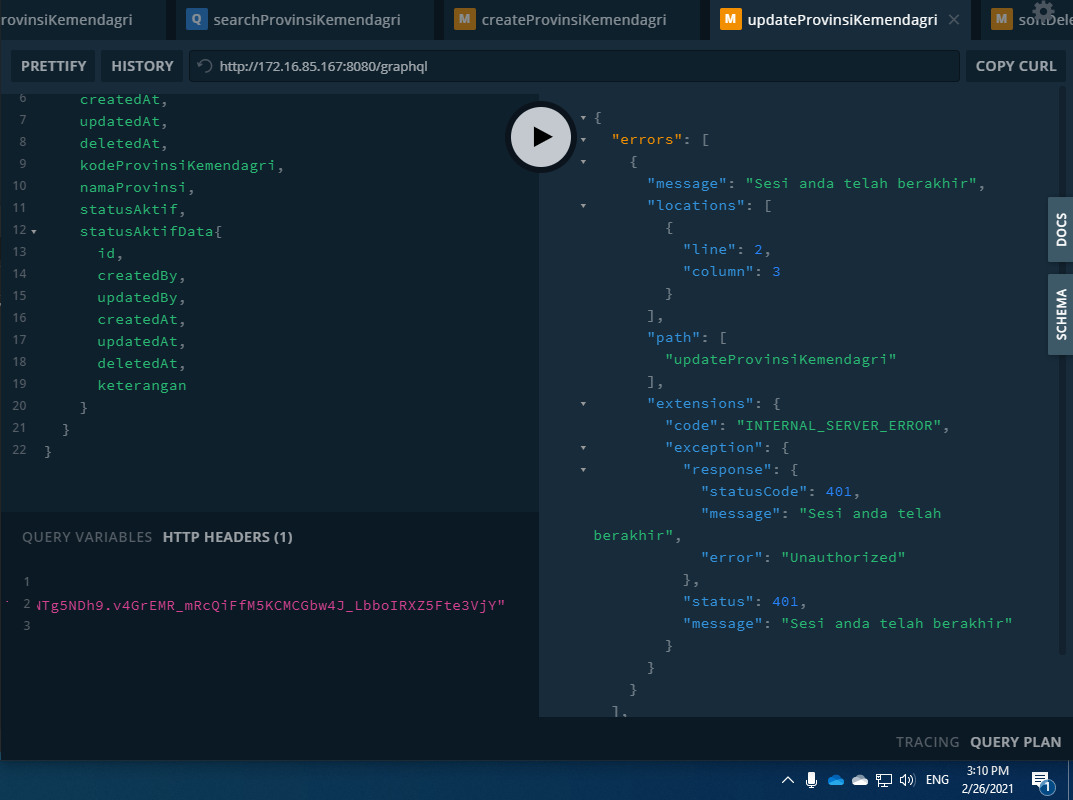 rovinsiKemendagri
Q searchProvinsiKemendagri
M createProvinsiKemendagri
M updateProvinsiKemendagri
M softDele
PRETTIFY HISTORY http://172.16.85.167:8080/graphql COPY CURL
6 createdAt,
7 updatedAt,
8 deletedAt,
9 kodeProvinsiKemendagri,
10 namaProvinsi,
11 statusAktif,
12 statusAktifData{
13 id,
14 createdBy,
15 updatedBy,
16 createdAt,
17 updatedAt,
18 deletedAt,
19 keterangan
20 }
21 }
22 }
{
"errors": [
{
"message": "Sesi anda telah berakhir",
"locations": [
{
"line": 2,
"column": 3
}
],
"path": [
"updateProvinsiKemendagri"
],
"extensions": {
"code": "INTERNAL_SERVER_ERROR",
"exception": {
"response": {
"statusCode": 401,
"message": "Sesi anda telah
berakhir",
"error": "Unauthorized"
},
"status": 401,
"message": "Sesi anda telah berakhir"
}
}
}
],
DOCS
SCHEMA
QUERY VARIABLES HTTP HEADERS (1)
1
2 NTg5NDh9.v4GrEMR_mRcQiFfM5KCMCGbw4J_LbboIRXZ5Fte3VjY"
3
TRACING QUERY PLAN
ENG
3:10 PM
2/26/2021
1